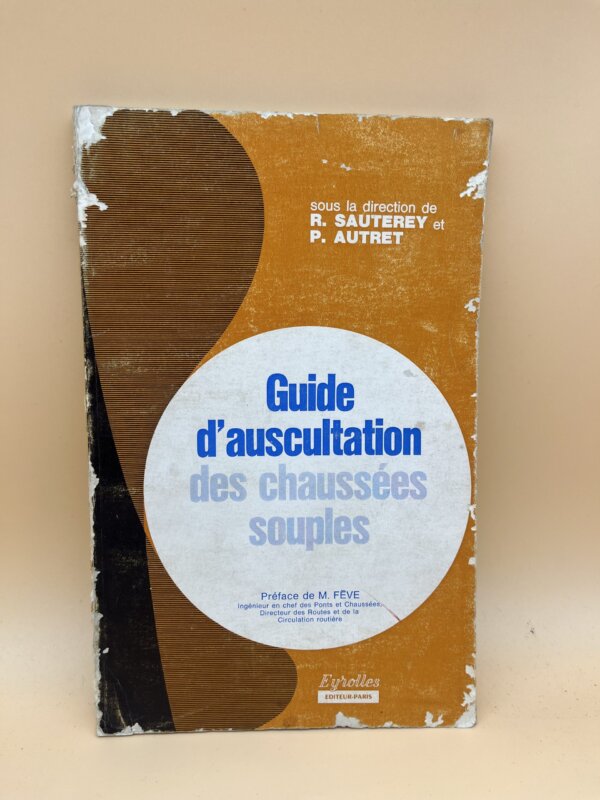 sous la direction de
R. SAUTEREY et
P. AUTRET
Guide
d'auscultation
des chaussées
souples
Préface de M. FÈVE
Ingénieur en chef des Ponts et Chaussées,
Directeur des Routes et de la
Circulation routière
Eyrolles
EDITEUR-PARIS